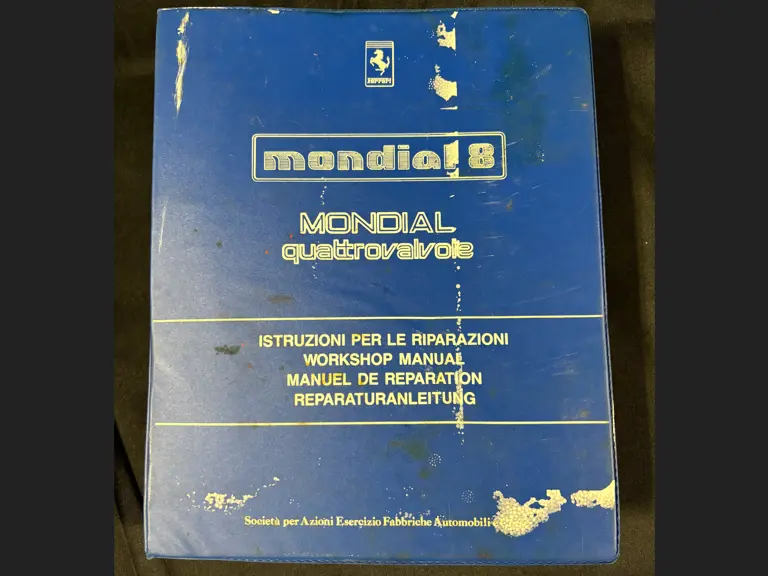 Ferrari
mondial 8
MONDIAL
quattrovalvole
ISTRUZIONI PER LE RIPARAZIONI
WORKSHOP MANUAL
MANUEL DE REPARATION
REPARATURANLEITUNG
Società per Azioni Esercizio Fabbriche Automobili